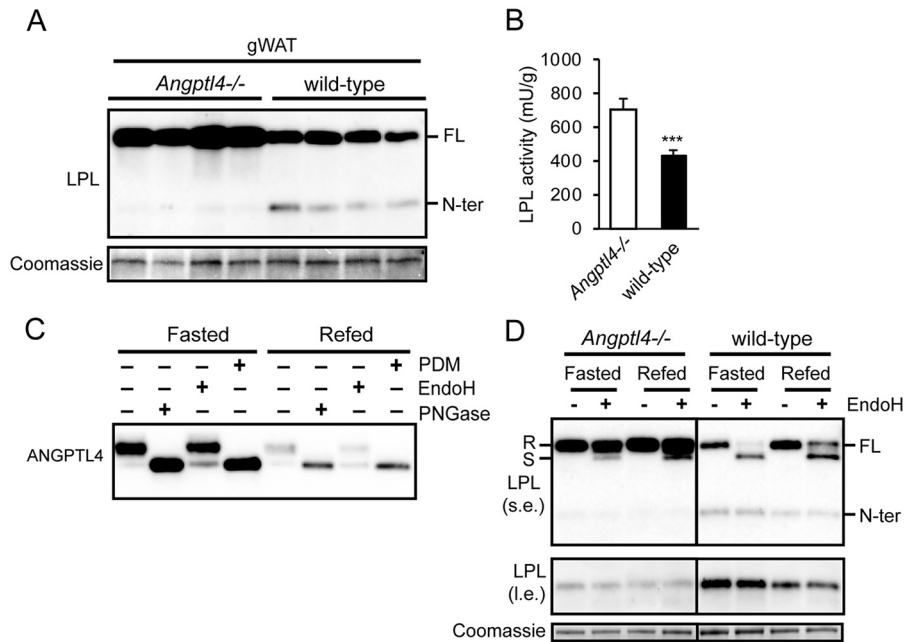 A
gWAT
Angptl4-/- wild-type
LPL
FL
N-ter
Coomassie
B
LPL activity (mU/g)
1000
800
600
400
200
0
***
Angptl4-/-
wild-type
C
Fasted Refed
– – – + – – – + PDM
– – + – – – + – EndoH
– + – – – + – – PNGase
ANGPTL4
D
Angptl4-/- wild-type
Fasted Refed Fasted Refed
- + - + - + - + EndoH
R
S
FL
LPL
(s.e.)
N-ter
LPL
(l.e.)
Coomassie